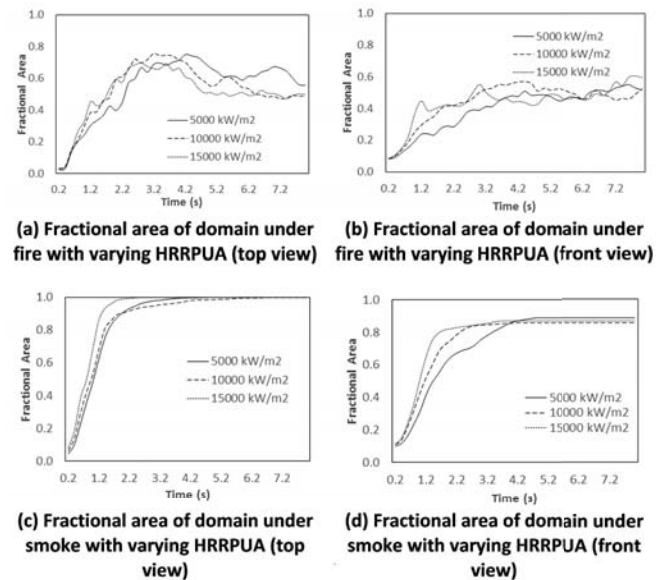 1.0
0.8
0.6
0.4
0.2
0.0
Fractional Area
5000 kW/m2
10000 kW/m2
15000 kW/m2
0.2 1.2 2.2 3.2 4.2 5.2 6.2 7.2
Time (s)
(a) Fractional area of domain under
fire with varying HRRPUA (top view)
1.0
0.8
0.6
0.4
0.2
0.0
Fractional Area
5000 kW/m2
10000 kW/m2
15000 kW/m2
0.2 1.2 2.2 3.2 4.2 5.2 6.2 7.2
Time (s)
(b) Fractional area of domain under
fire with varying HRRPUA (front view)
1.0
0.8
0.6
0.4
0.2
0.0
Fractional Area
5000 kW/m2
10000 kW/m2
15000 kW/m2
0.2 1.2 2.2 3.2 4.2 5.2 6.2 7.2
Time (s)
(c) Fractional area of domain under
smoke with varying HRRPUA (top
view)
1.0
0.8
0.6
0.4
0.2
0.0
Fractional Area
5000 kW/m2
10000 kW/m2
15000 kW/m2
0.2 1.2 2.2 3.2 4.2 5.2 6.2 7.2
Time (s)
(d) Fractional area of domain under
smoke with varying HRRPUA (front
view)